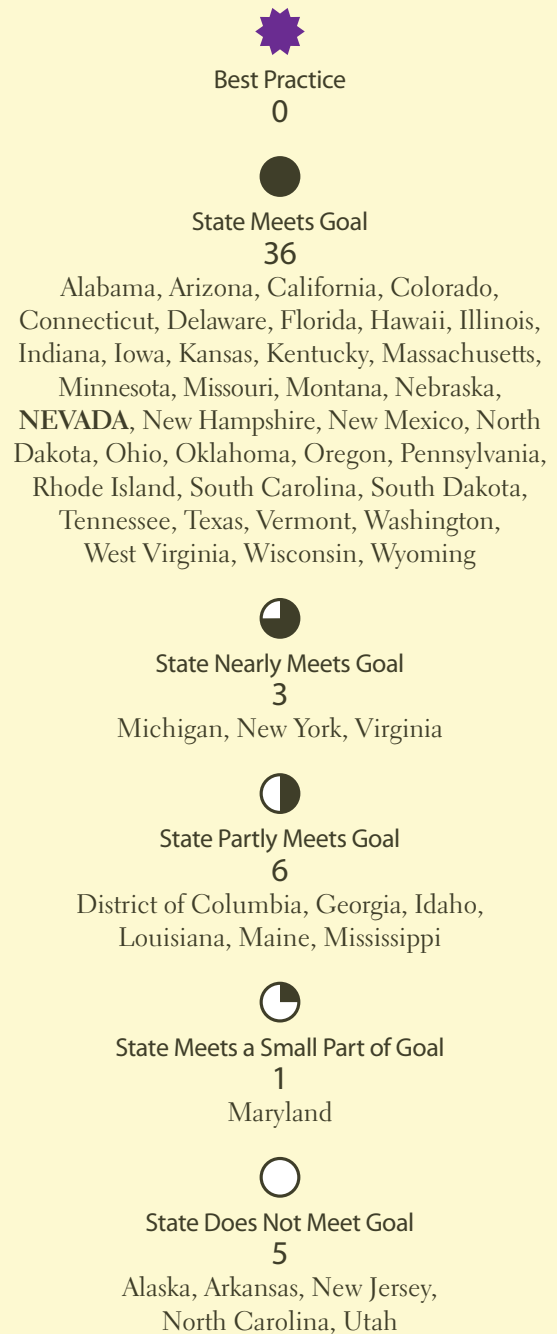 Best Practice
0
State Meets Goal
36
Alabama, Arizona, California, Colorado,
Connecticut, Delaware, Florida, Hawaii, Illinois,
Indiana, Iowa, Kansas, Kentucky, Massachusetts,
Minnesota, Missouri, Montana, Nebraska,
NEVADA, New Hampshire, New Mexico, North
Dakota, Ohio, Oklahoma, Oregon, Pennsylvania,
Rhode Island, South Carolina, South Dakota,
Tennessee, Texas, Vermont, Washington,
West Virginia, Wisconsin, Wyoming
State Nearly Meets Goal
3
Michigan, New York, Virginia
State Partly Meets Goal
6
District of Columbia, Georgia, Idaho,
Louisiana, Maine, Mississippi
State Meets a Small Part of Goal
1
Maryland
State Does Not Meet Goal
5
Alaska, Arkansas, New Jersey,
North Carolina, Utah